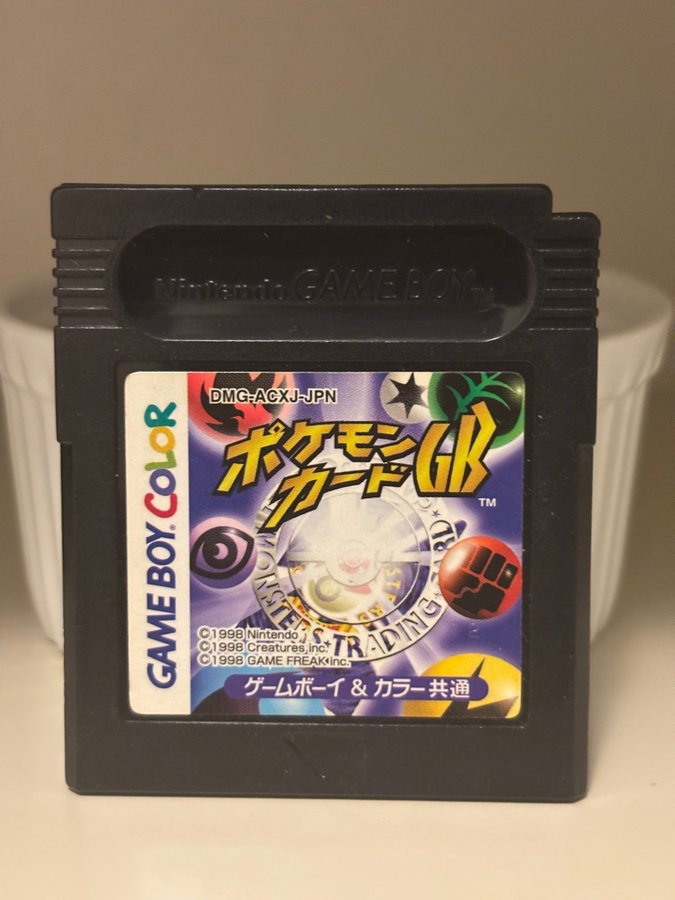 Nintendo GAME BOY™
DMG-ACXJ-JPN
ポケモン
カードGB
™
GAME BOY COLOR
MONSTERS TRADING CARD
©1998 Nintendo
©1998 Creatures inc.
©1998 GAME FREAK inc.
ゲームボーイ & カラー共通